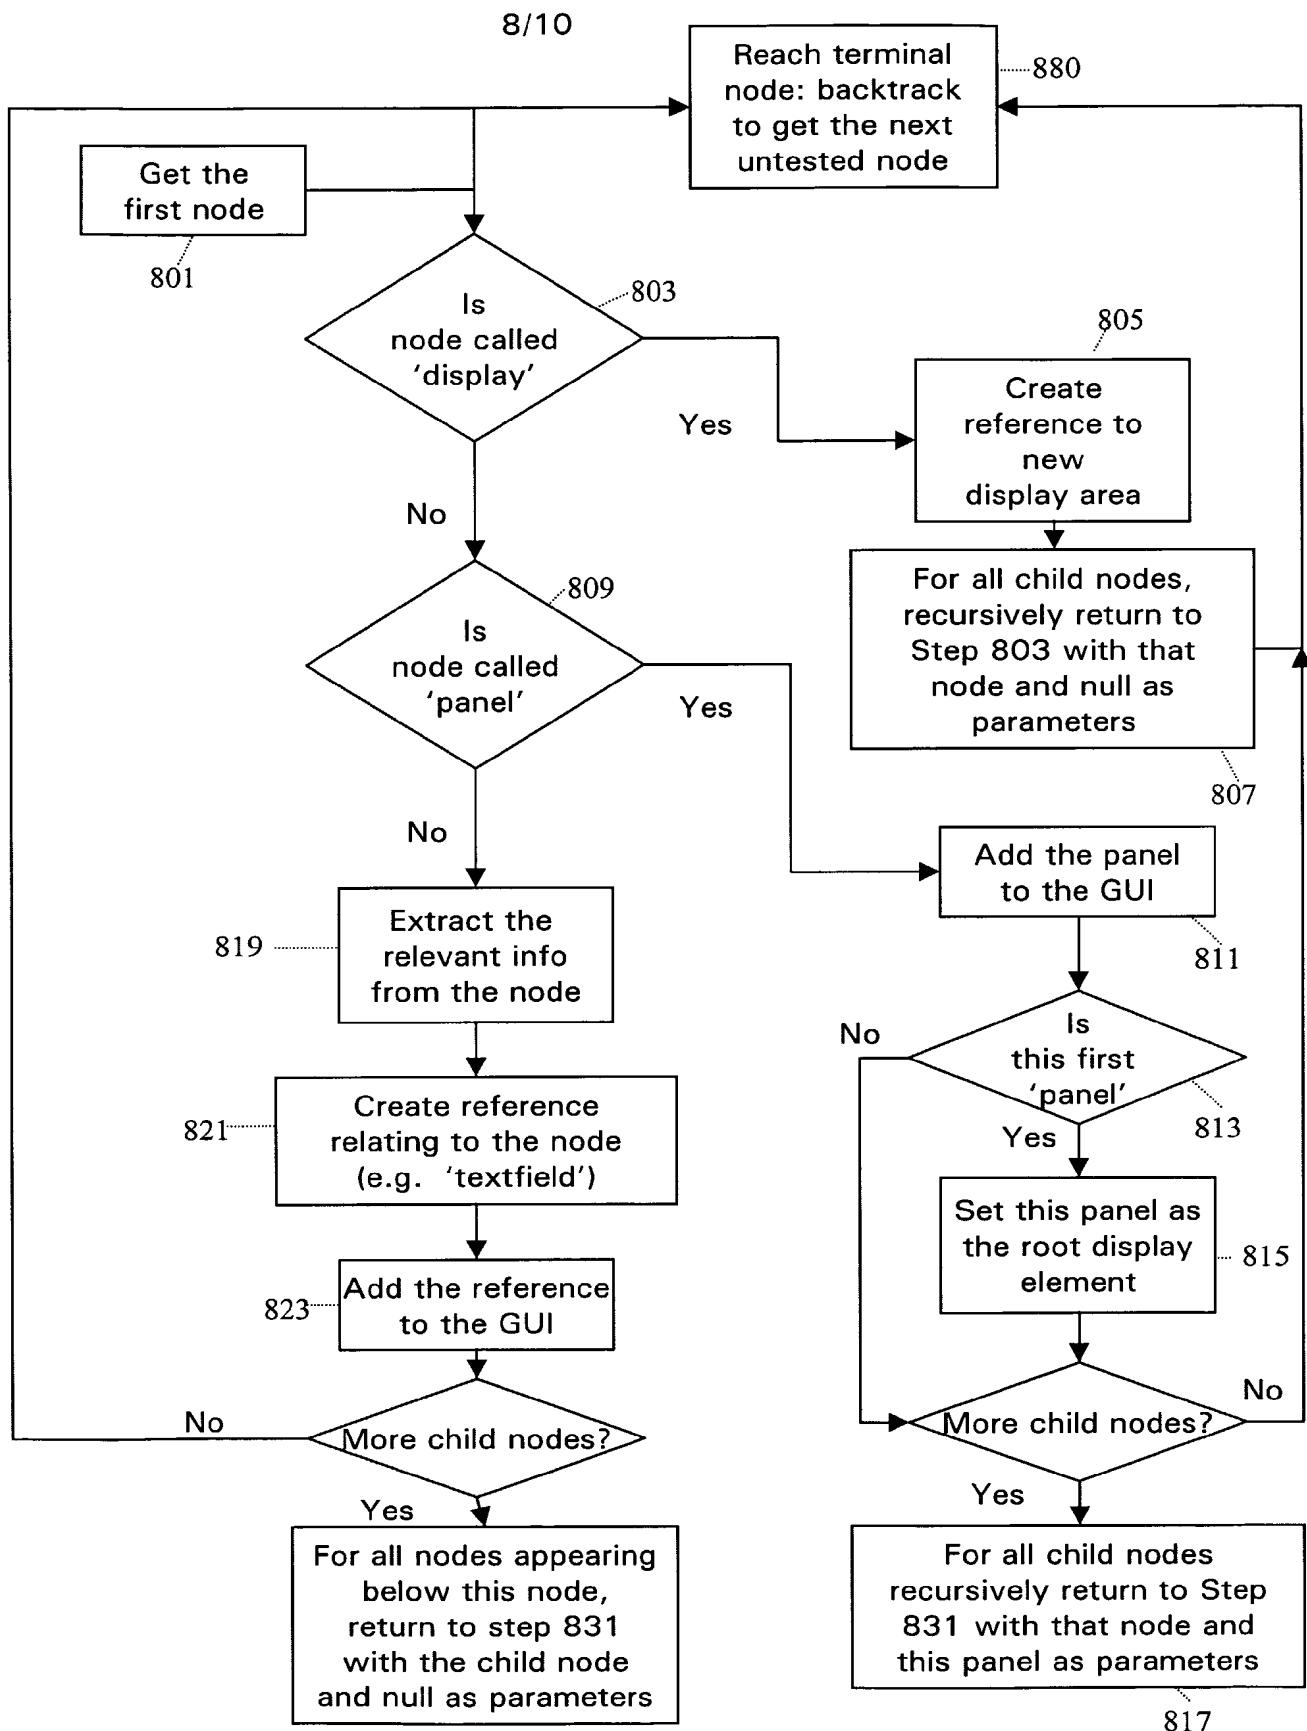 8/10
Reach terminal
node: backtrack
to get the next
untested node
880
Get the
first node
801
Is
node called
‘display’
803
Yes
No
805
Create
reference to
new
display area
For all child nodes,
recursively return to
Step 803 with that
node and null as
parameters
807
Is
node called
‘panel’
809
Yes
No
Add the panel
to the GUI
811
Extract the
relevant info
from the node
819
Is
this first
‘panel’
813
No
Yes
Create reference
relating to the node
(e.g. ‘textfield’)
821
Set this panel as
the root display
element
815
Add the reference
to the GUI
823
More child nodes?
No
Yes
More child nodes?
No
Yes
For all nodes appearing
below this node,
return to step 831
with the child node
and null as parameters
For all child nodes
recursively return to Step
831 with that node and
this panel as parameters
817